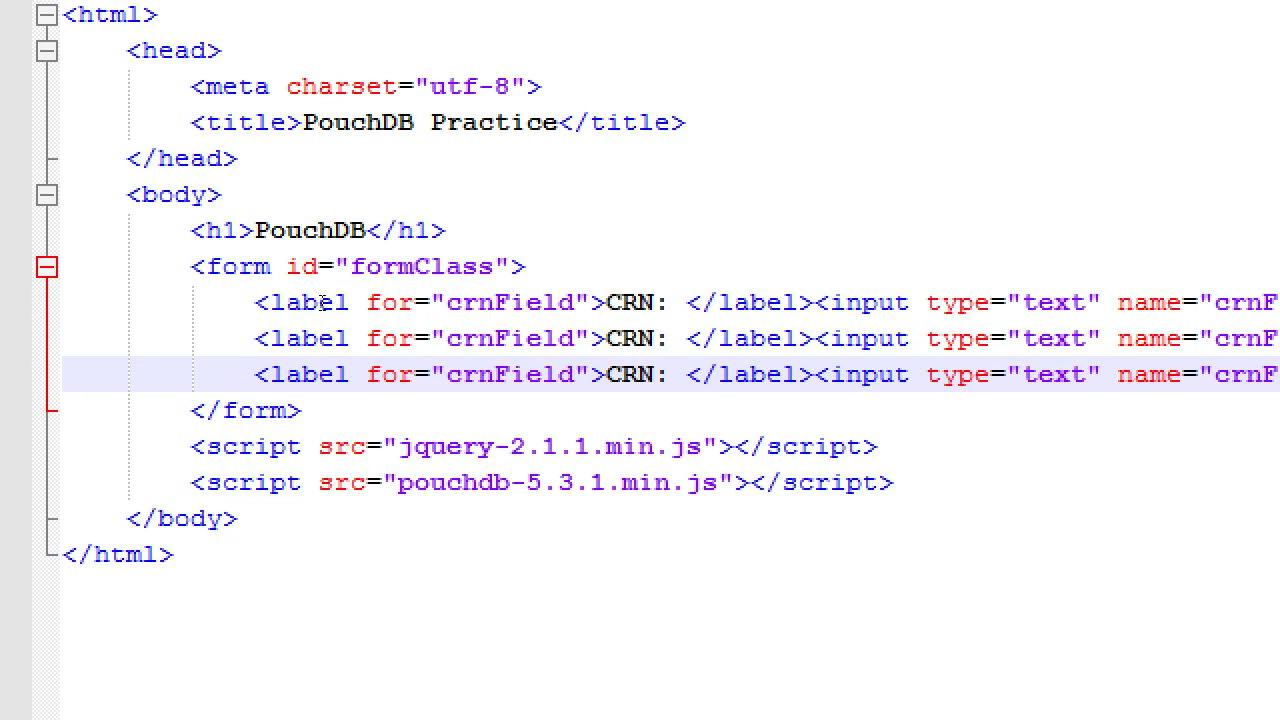 <html>
<head>
<meta charset="utf-8">
<title>PouchDB Practice</title>
</head>
<body>
<h1>PouchDB</h1>
<form id="formClass">
<label for="crnField">CRN: </label><input type="text" name="crnF
<label for="crnField">CRN: </label><input type="text" name="crnF
<label for="crnField">CRN: </label><input type="text" name="crnF
</form>
<script src="jquery-2.1.1.min.js"></script>
<script src="pouchdb-5.3.1.min.js"></script>
</body>
</html>